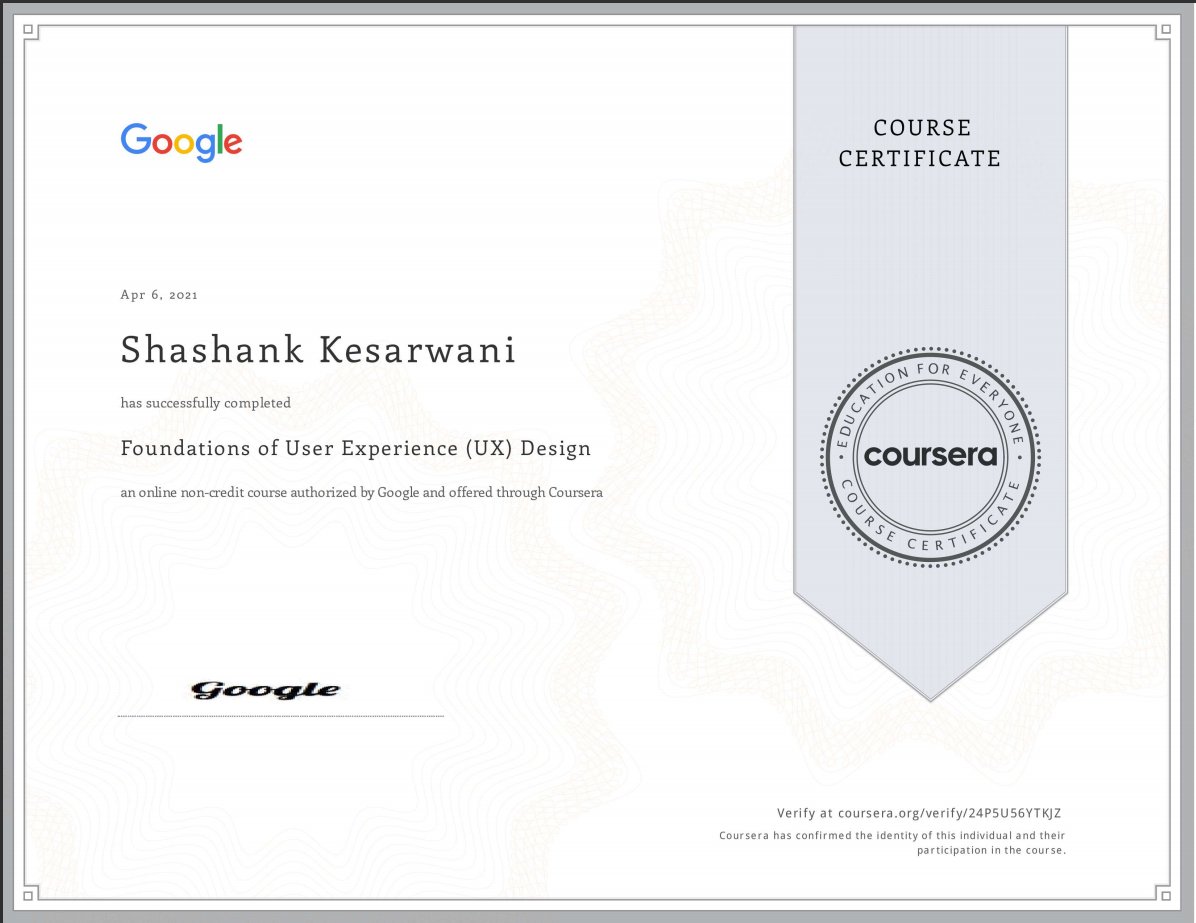 Google
COURSE
CERTIFICATE
Apr 6, 2021
Shashank Kesarwani
has successfully completed
Foundations of User Experience (UX) Design
an online non-credit course authorized by Google and offered through Coursera
EDUCATION FOR EVERYONE
coursera
COURSE CERTIFICATE
Google
Verify at coursera.org/verify/24P5U56YTKJZ
Coursera has confirmed the identity of this individual and their
participation in the course.